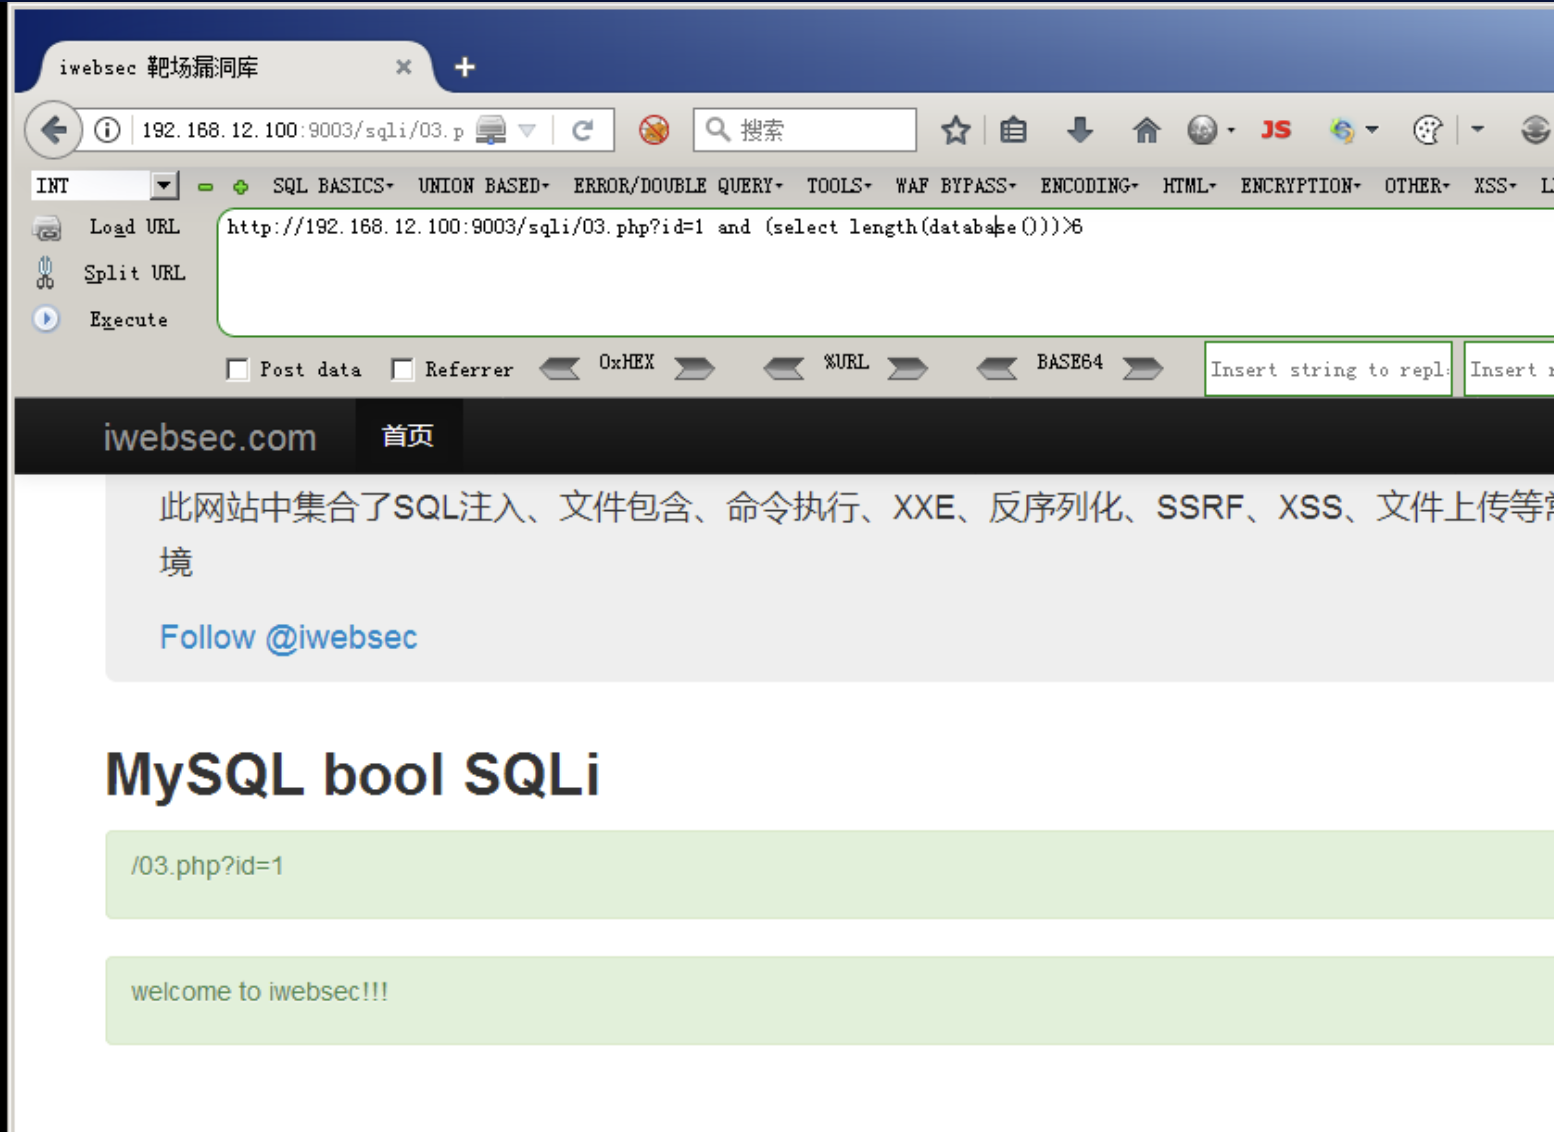 iwebsec 靶场漏洞库
192.168.12.100:9003/sqli/03.p
搜索
JS
INT
SQL BASICS
UNION BASED
ERROR/DOUBLE QUERY
TOOLS
WAF BYPASS
ENCODING
HTML
ENCRYPTION
OTHER
XSS
Load URL
http://192.168.12.100:9003/sqli/03.php?id=1 and (select length(database()))>6
Split URL
Execute
Post data
Referrer
0xHEX
%URL
BASE64
Insert string to repl
Insert
iwebsec.com
首页
此网站中集合了SQL注入、文件包含、命令执行、XXE、反序列化、SSRF、XSS、文件上传等
境
Follow @iwebsec
MySQL bool SQLi
/03.php?id=1
welcome to iwebsec!!!